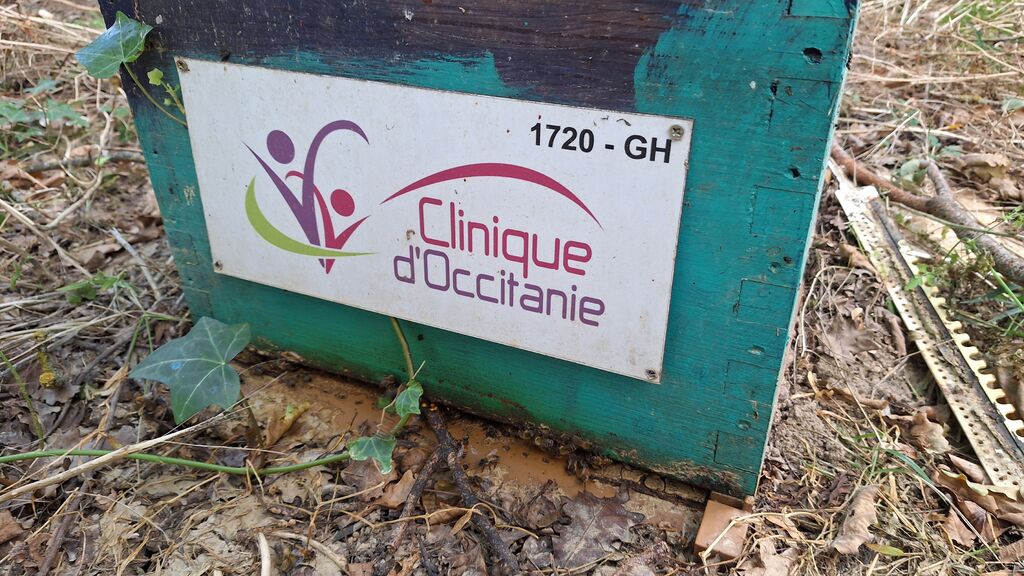 1720 - GH
Clinique
d'Occitanie